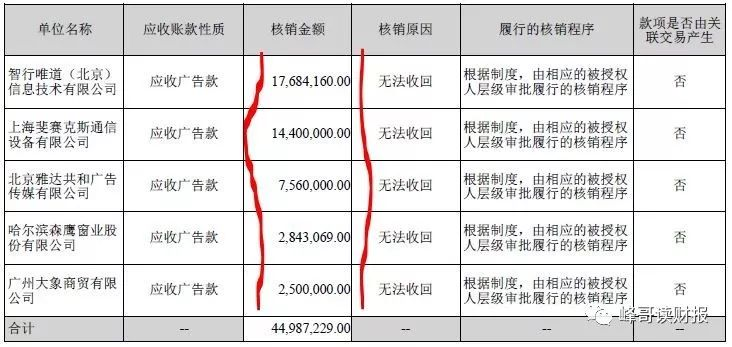 单位名称 应收账款性质 核销金额 核销原因 履行的核销程序 款项是否由关
联交易产生
智行唯道（北京）
信息技术有限公司 应收广告款 17,684,160.00 无法收回 根据制度，由相应的被授权
人层级审批履行的核销程序 否
上海斐赛克斯通信
设备有限公司 应收广告款 14,400,000.00 无法收回 根据制度，由相应的被授权
人层级审批履行的核销程序 否
北京雅达共和广告
传媒有限公司 应收广告款 7,560,000.00 无法收回 根据制度，由相应的被授权
人层级审批履行的核销程序 否
哈尔滨森鹰窗业股
份有限公司 应收广告款 2,843,069.00 无法收回 根据制度，由相应的被授权
人层级审批履行的核销程序 否
广州大象商贸有限
公司 应收广告款 2,500,000.00 无法收回 根据制度，由相应的被授权
人层级审批履行的核销程序 否
合计 -- 44,987,229.00 -- -- --
峰哥读财报